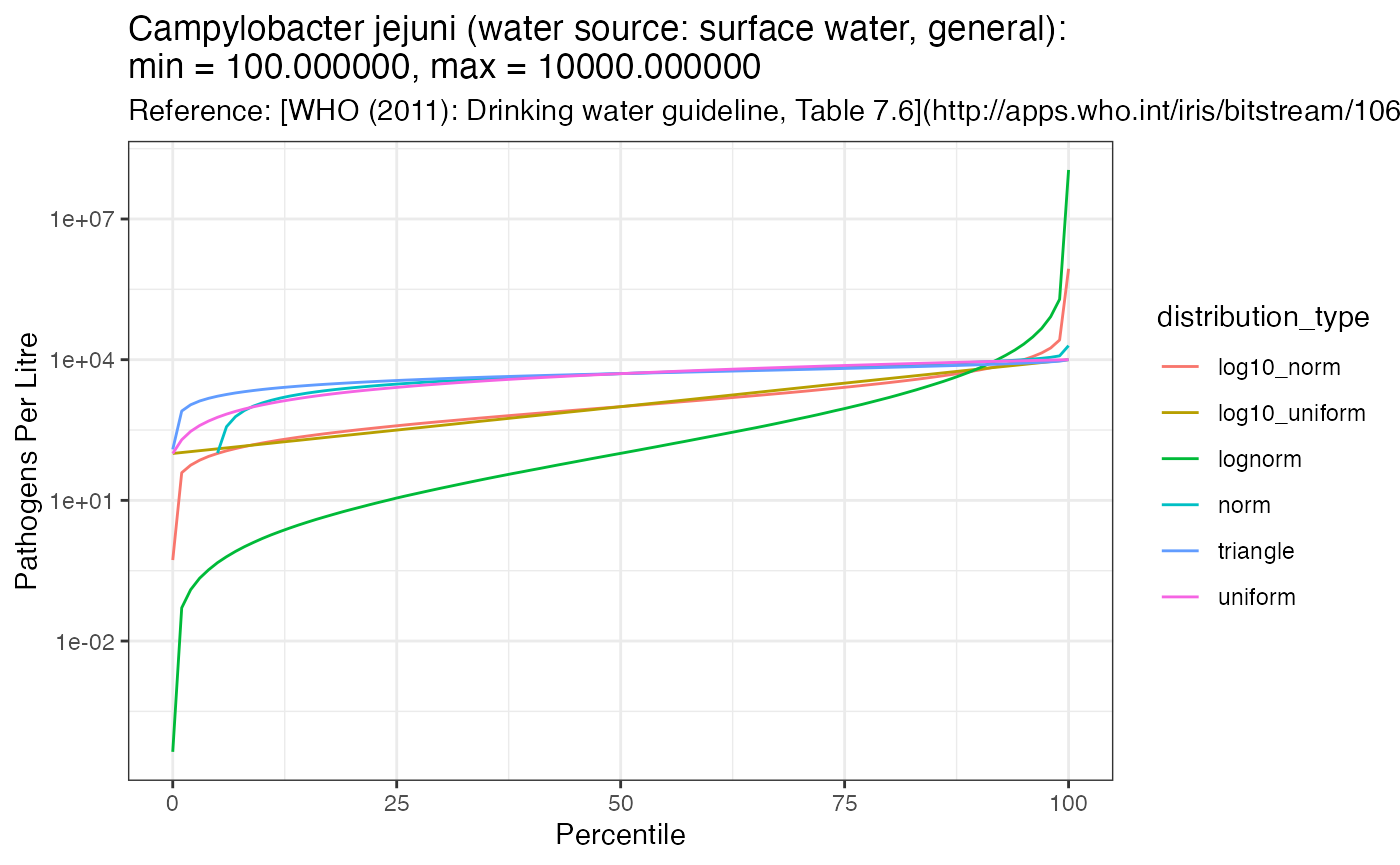 Campylobacter jejuni (water source: surface water, general):
min = 100.000000, max = 10000.000000
Reference: [WHO (2011): Drinking water guideline, Table 7.6](http://apps.who.int/iris/bitstream/106
Pathogens Per Litre
1e+07
1e+04
1e+01
1e-02
0 25 50 75 100
Percentile
distribution_type
log10_norm
log10_uniform
lognorm
norm
triangle
uniform